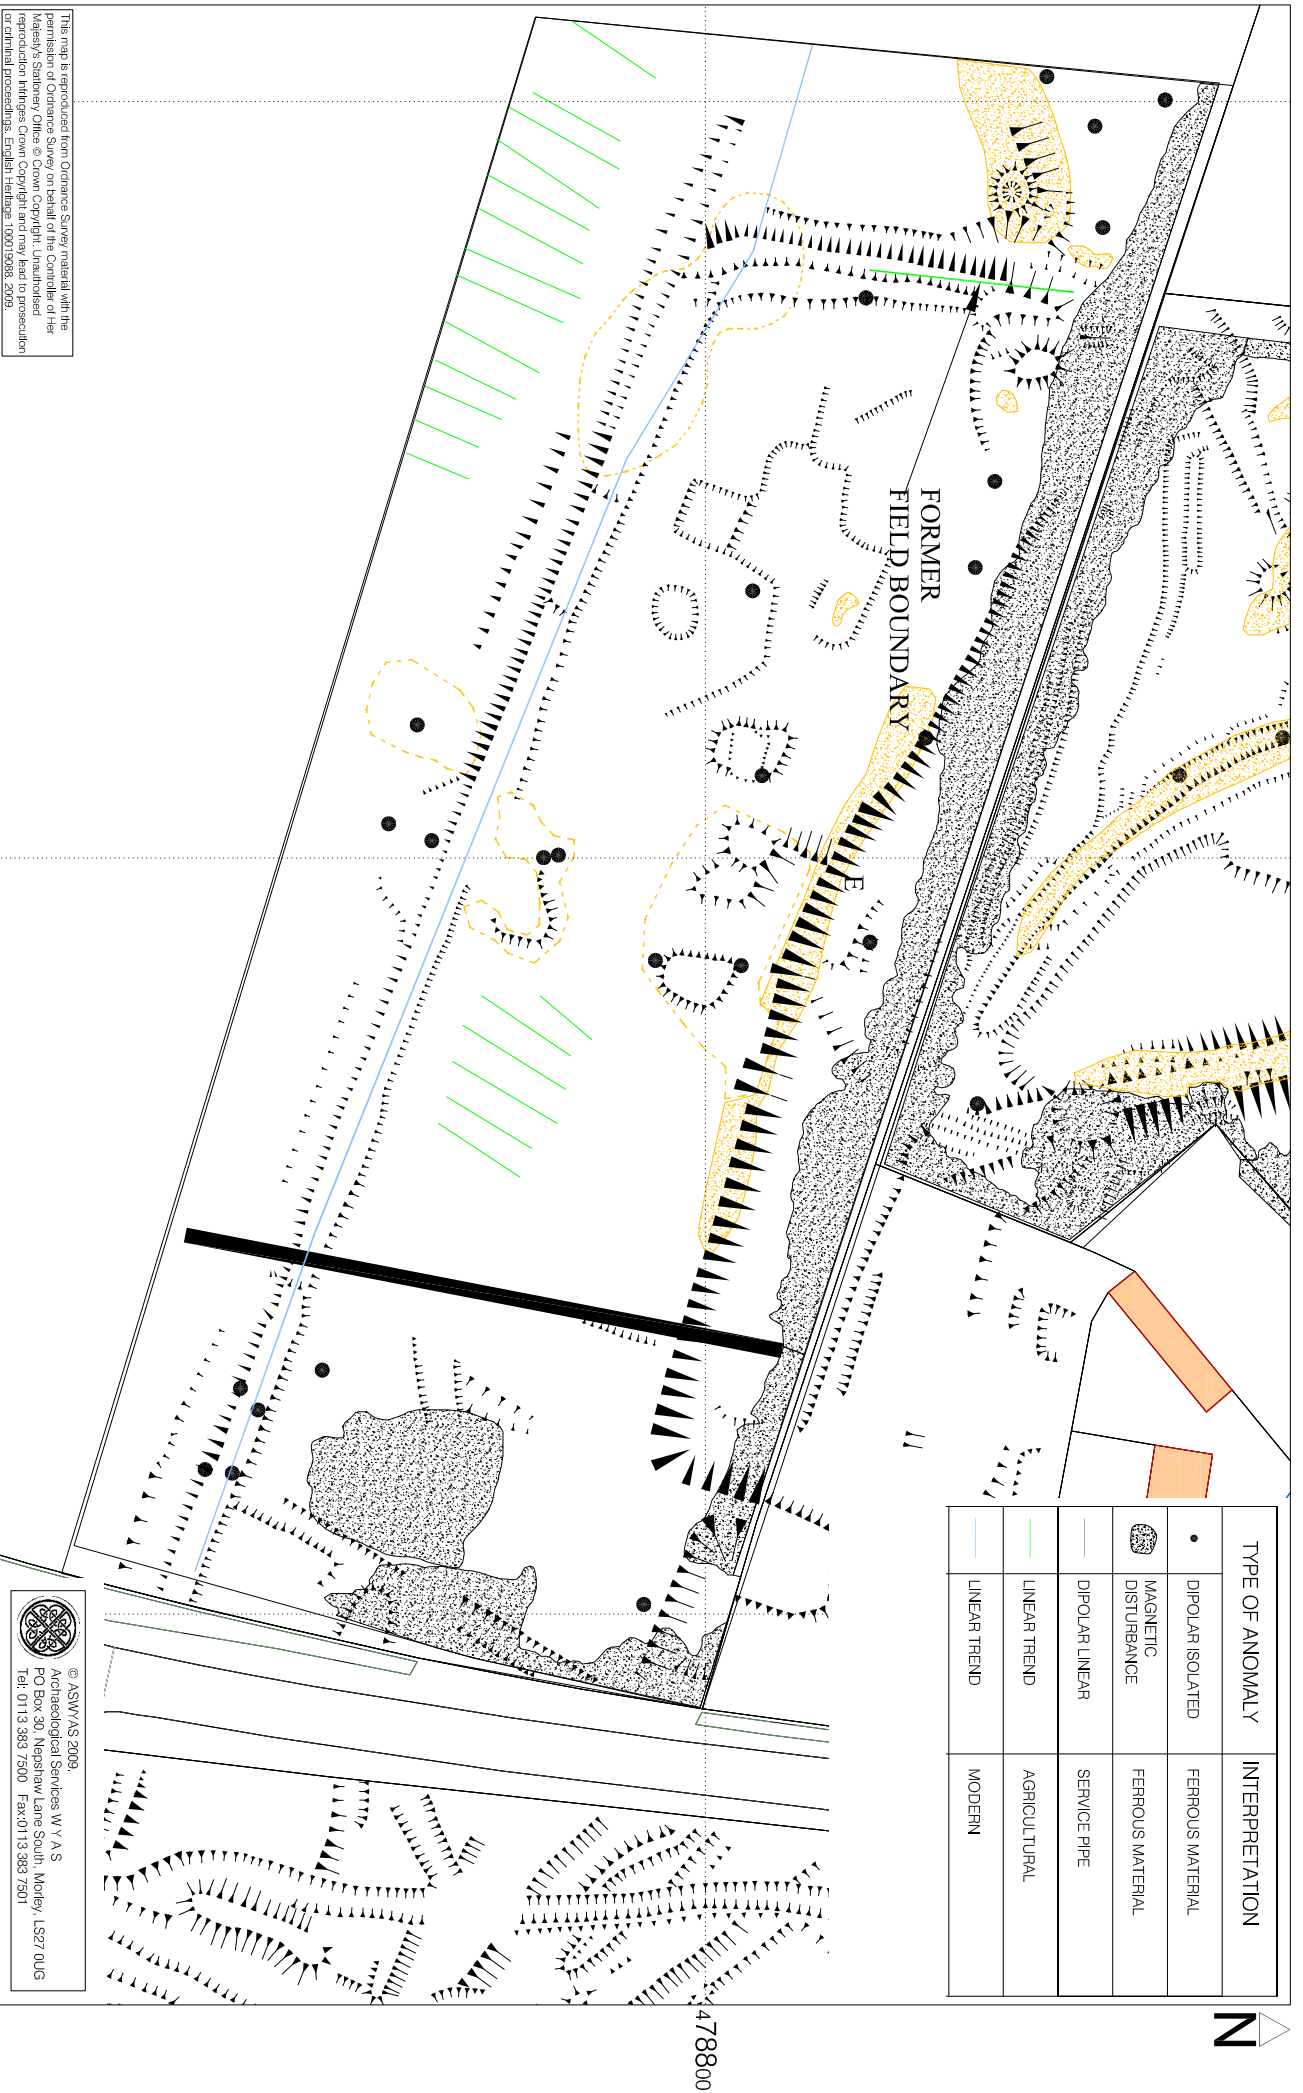 This map is reproduced from Ordnance Survey material with the
permission of Ordnance Survey on behalf of the Controller of Her
Majesty's Stationery Office © Crown Copyright. Unauthorised
reproduction infringes Crown Copyright and may lead to prosecution
or criminal proceedings. English Heritage 100019088. 2009.
FORMER
FIELD BOUNDARY
E
TYPE OF ANOMALY INTERPRETATION
DIPOLAR ISOLATED FERROUS MATERIAL
MAGNETIC
DISTURBANCE FERROUS MATERIAL
DIPOLAR LINEAR SERVICE PIPE
LINEAR TREND AGRICULTURAL
LINEAR TREND MODERN
© ASWYAS 2009.
Archaeological Services W Y A S
PO Box 30, Nepshaw Lane South, Morley, LS27 0UG
Tel: 0113 383 7500 Fax:0113 383 7501
N
478800